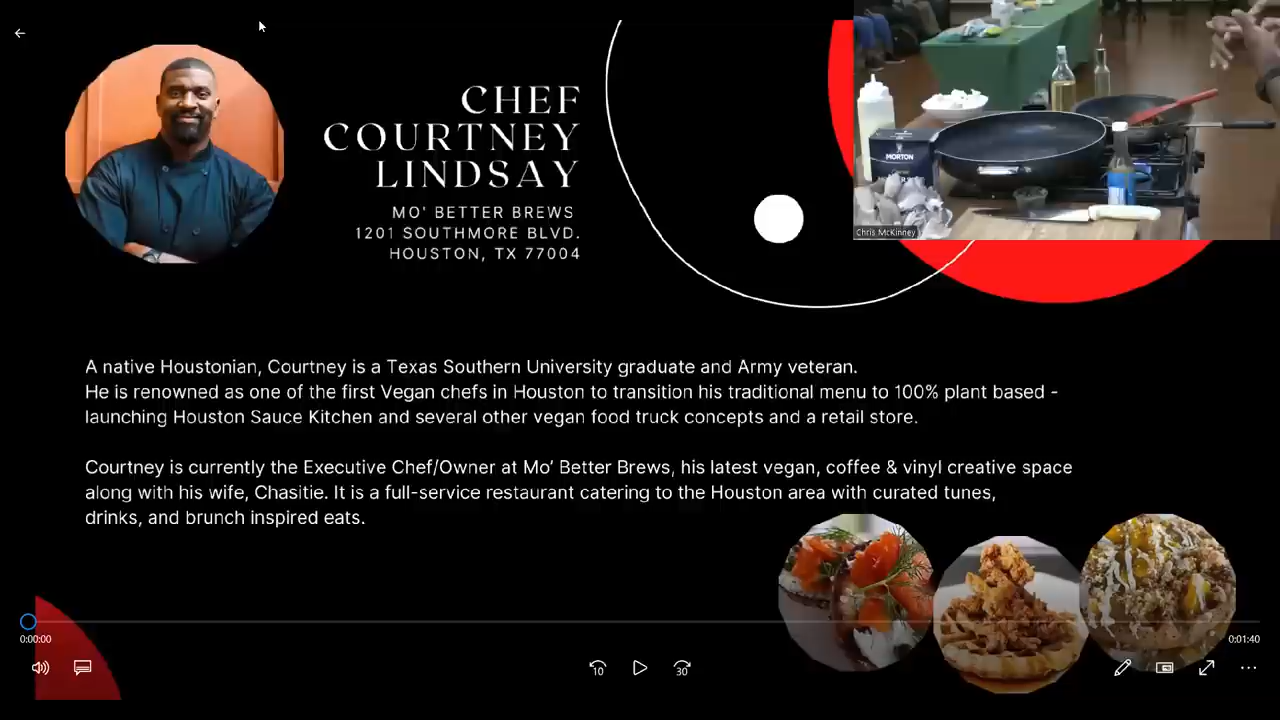 CHEF
COURTNEY
LINDSAY
MO' BETTER BREWS
1201 SOUTHMORE BLVD.
HOUSTON, TX 77004
MORTON
Chris McKinney
A native Houstonian, Courtney is a Texas Southern University graduate and Army veteran.
He is renowned as one of the first Vegan chefs in Houston to transition his traditional menu to 100% plant based -
launching Houston Sauce Kitchen and several other vegan food truck concepts and a retail store.
Courtney is currently the Executive Chef/Owner at Mo' Better Brews, his latest vegan, coffee & vinyl creative space
along with his wife, Chasitie. It is a full-service restaurant catering to the Houston area with curated tunes,
drinks, and brunch inspired eats.
0:00:00
0:01:40
10
30